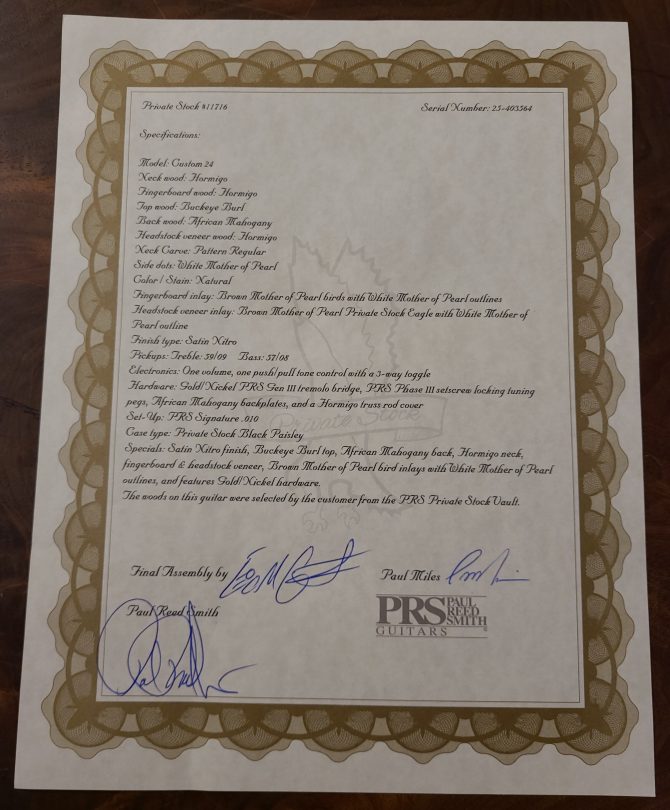 Private Stock #11716 Serial Number: 25-403564
Specifications:
Model: Custom 24
Neck wood: Hormigo
Fingerboard wood: Hormigo
Top wood: Buckeye Burl
Back wood: African Mahogany
Headstock veneer wood: Hormigo
Neck Carve: Pattern Regular
Side dots: White Mother of Pearl
Color / Stain: Natural
Fingerboard inlay: Brown Mother of Pearl birds with White Mother of Pearl outlines
Headstock veneer inlay: Brown Mother of Pearl Private Stock Eagle with White Mother of
Pearl outline
Finish type: Satin Nitro
Pickups: Treble: 59/09 Bass: 57/08
Electronics: One volume, one push/pull tone control with a 3-way toggle
Hardware: Gold/Nickel PRS Gen III tremolo bridge, PRS Phase III setscrew locking tuning
pegs, African Mahogany backplates, and a Hormigo truss rod cover
Private Stock
Set-Up: PRS Signature .010
Case type: Private Stock Black Paisley
Specials: Satin Nitro finish, Buckeye Burl top, African Mahogany back, Hormigo neck,
fingerboard & headstock veneer, Brown Mother of Pearl bird inlays with White Mother of Pearl
outlines, and features Gold/Nickel hardware.
The woods on this guitar were selected by the customer from the PRS Private Stock Vault.
Final Assembly by Paul Miles
Paul Reed Smith
PRS PAUL
REED
SMITH
GUITARS